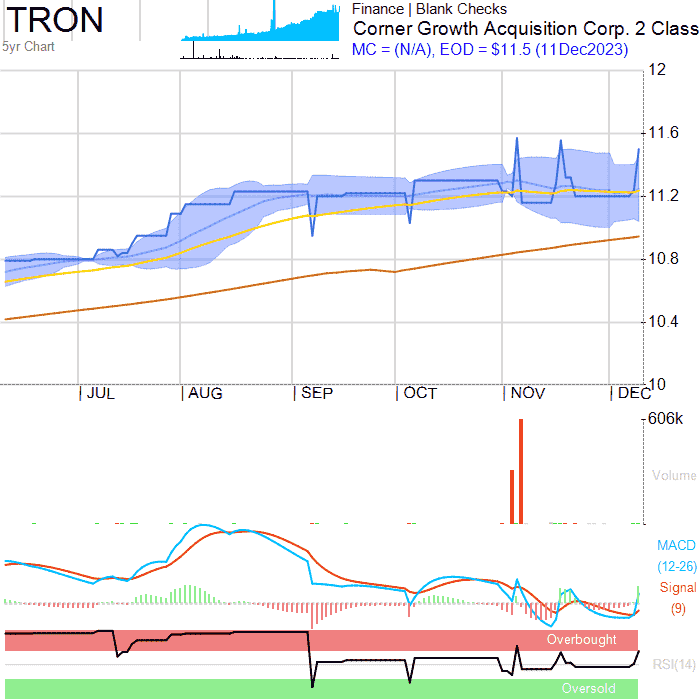 TRON
5yr Chart
Finance | Blank Checks
Corner Growth Acquisition Corp. 2 Class
MC = (N/A), EOD = $11.5 (11Dec2023)
12
11.6
11.2
10.8
10.4
10
JUL AUG SEP OCT NOV DEC
606k
Volume
MACD
(12-26)
Signal
(9)
Overbought
RSI(14)
Oversold